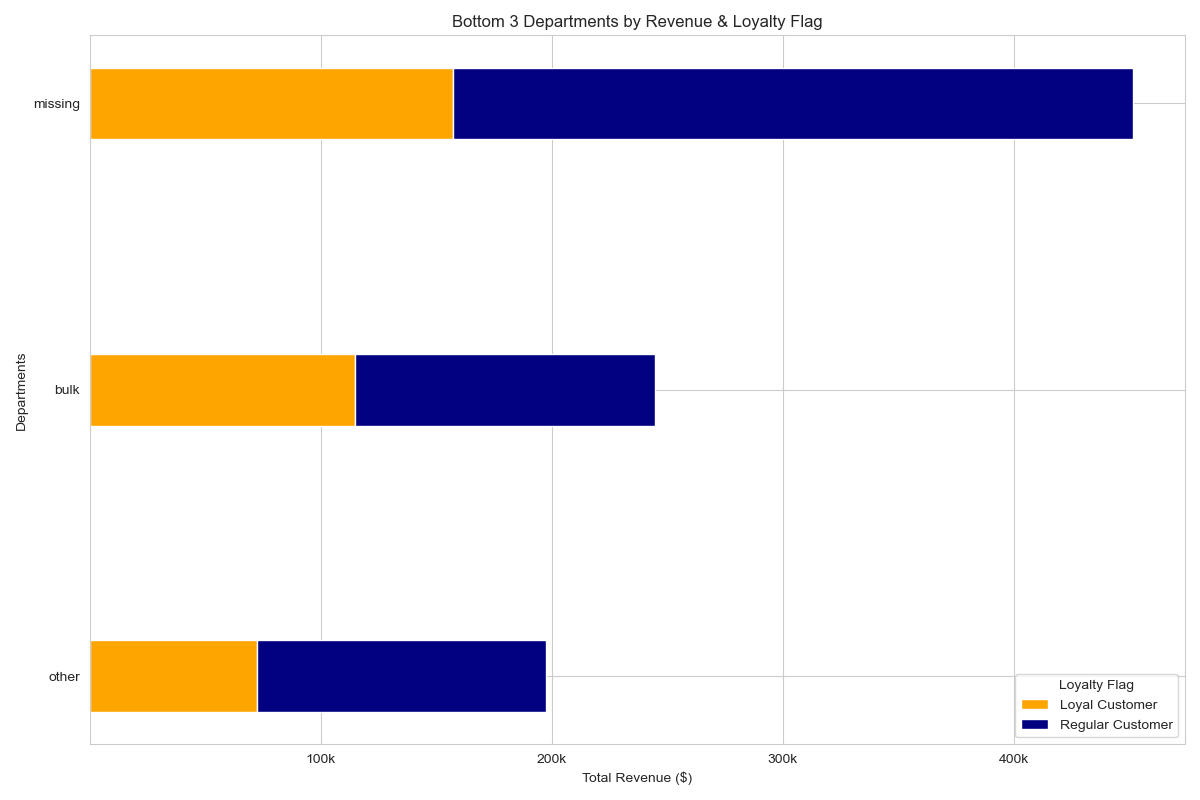 Bottom 3 Departments by Revenue & Loyalty Flag
missing
bulk
other
Departments
100k
200k
300k
400k
Total Revenue ($)
Loyalty Flag
Loyal Customer
Regular Customer